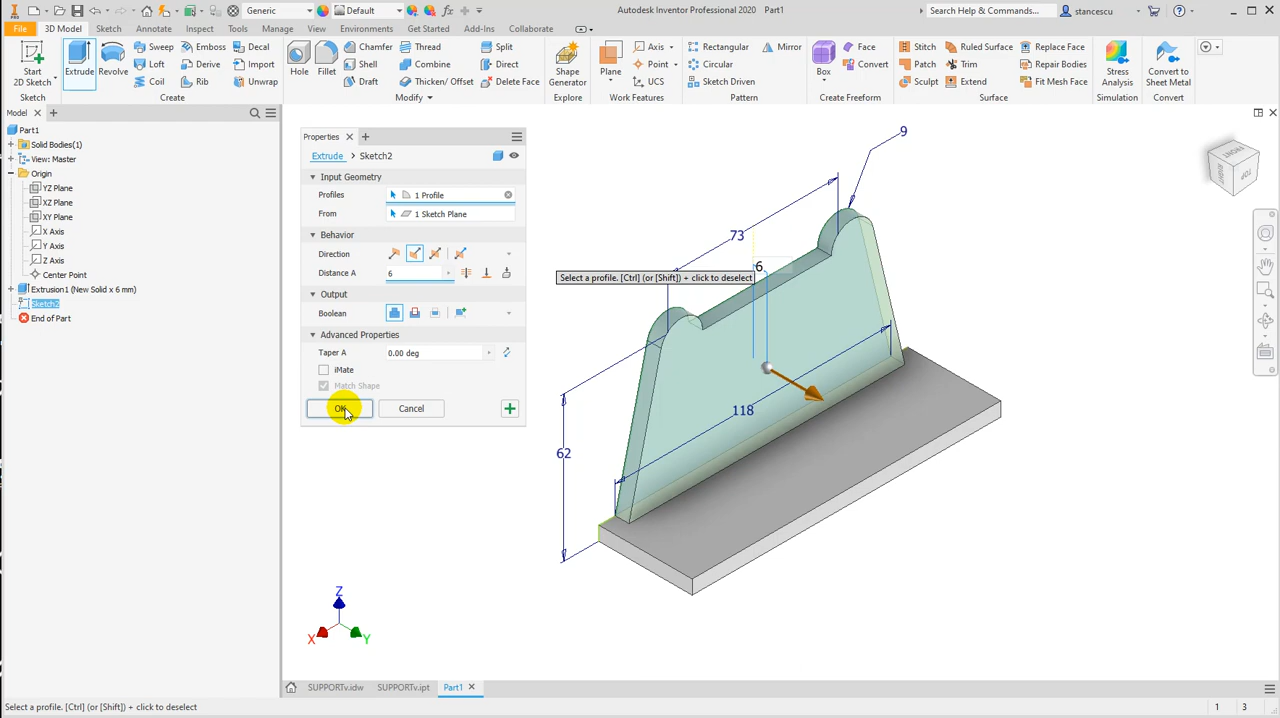 Generic
Default
Autodesk Inventor Professional 2020 Part1
Search Help & Commands...
stancescu
File 3D Model Sketch Annotate Inspect Tools Manage View Environments Get Started Add-Ins Collaborate
Start
2D Sketch
Extrude
Revolve
Sweep Emboss Decal
Loft Derive Import
Coil Rib Unwrap
Hole
Fillet
Chamfer Thread Split
Shell Combine Direct
Draft Thicken/ Offset Delete Face
Shape
Generator
Plane
Axis
Point
UCS
Rectangular Mirror
Circular
Sketch Driven
Box
Face
Convert
Stitch Ruled Surface Replace Face
Patch Trim Repair Bodies
Sculpt Extend Fit Mesh Face
Stress
Analysis
Convert to
Sheet Metal
Sketch Create Modify Explore Work Features Pattern Create Freeform Surface Simulation Convert
Model
Part1
Solid Bodies(1)
View: Master
Origin
YZ Plane
XZ Plane
XY Plane
X Axis
Y Axis
Z Axis
Center Point
Extrusion1 (New Solid x 6 mm)
Sketch2
End of Part
Properties
Extrude > Sketch2
Input Geometry
Profiles 1 Profile
From 1 Sketch Plane
Behavior
Direction
Distance A 6
Output
Boolean
Advanced Properties
Taper A 0.00 deg
iMate
Match Shape
OK Cancel
9
73
6
Select a profile. [Ctrl] (or [Shift]) + click to deselect
118
62
TOP
Z
X
Y
SUPPORTv.idw SUPPORTv.ipt Part1
Select a profile. [Ctrl] (or [Shift]) + click to deselect
1 3